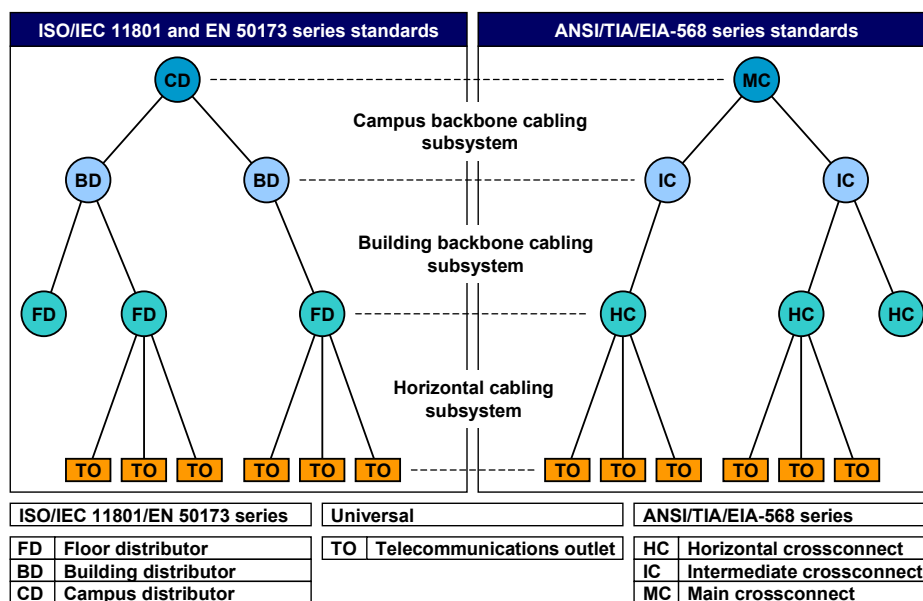 ISO/IEC 11801 and EN 50173 series standards
ANSI/TIA/EIA-568 series standards
CD
MC
Campus backbone cabling
subsystem
BD
BD
IC
IC
Building backbone cabling
subsystem
FD
FD
FD
HC
HC
HC
Horizontal cabling
subsystem
TO
TO
TO
TO
TO
TO
TO
TO
TO
TO
TO
TO
ISO/IEC 11801/EN 50173 series
Universal
ANSI/TIA/EIA-568 series
FD Floor distributor
TO Telecommunications outlet
HC Horizontal crossconnect
BD Building distributor
IC Intermediate crossconnect
CD Campus distributor
MC Main crossconnect